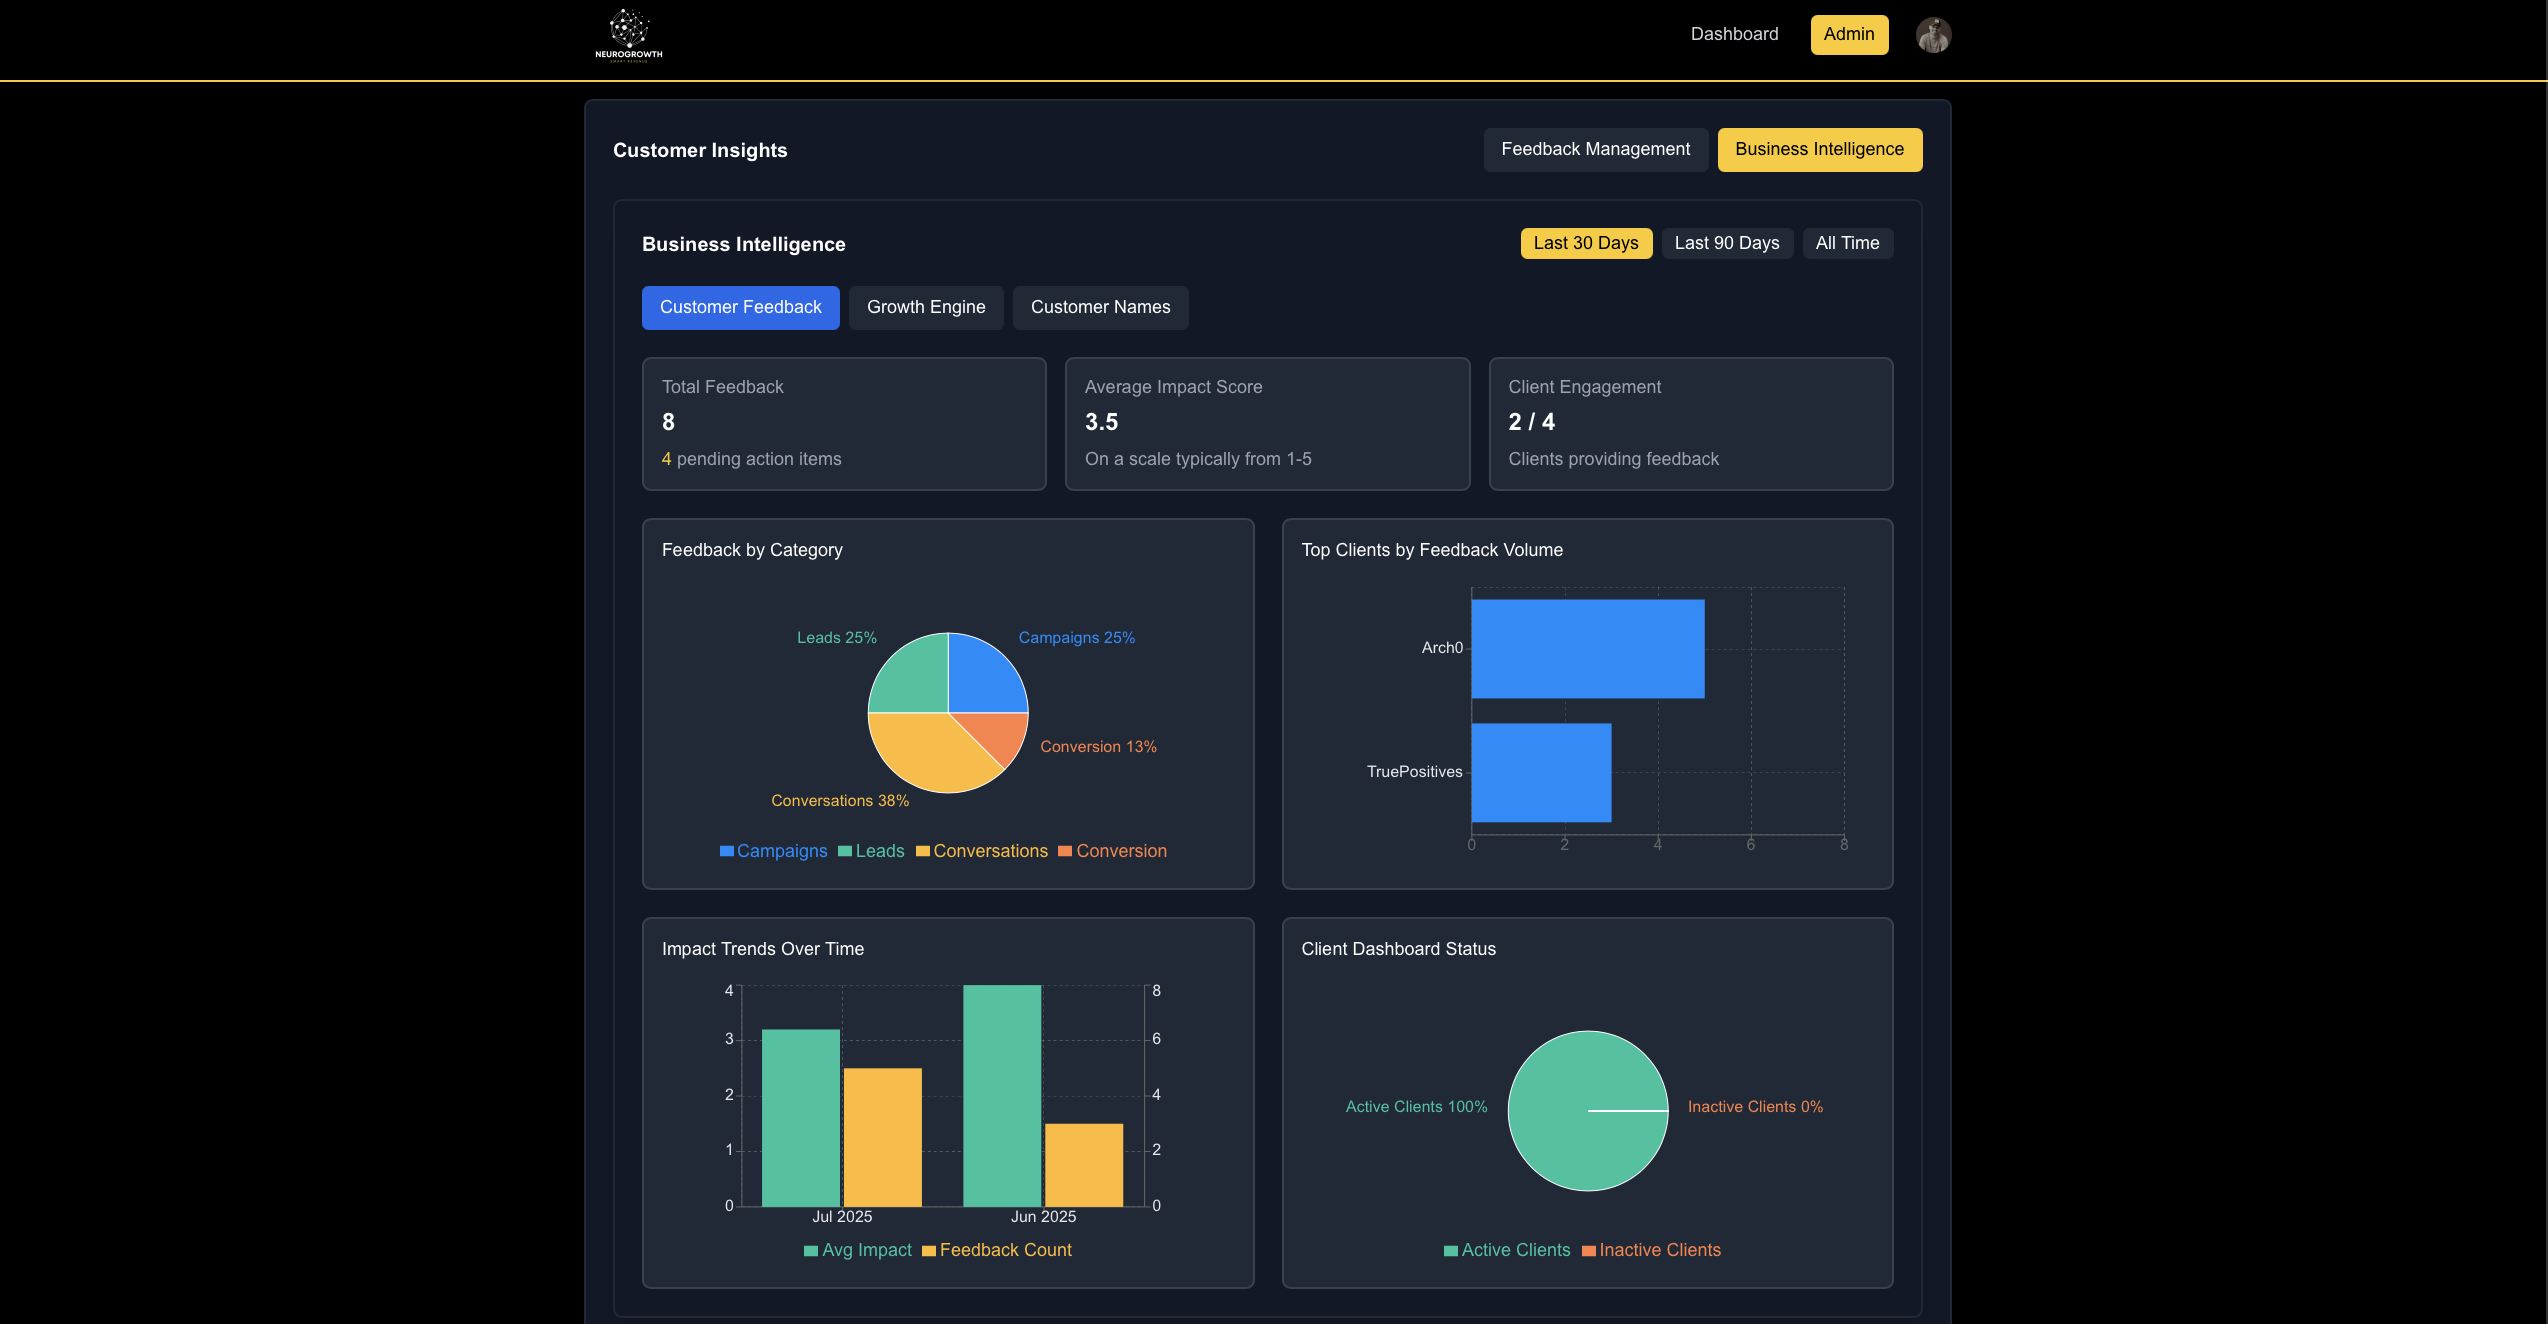 NEUROGROWTH
SMART REVENUE
Dashboard
Admin
Customer Insights
Feedback Management
Business Intelligence
Business Intelligence
Last 30 Days
Last 90 Days
All Time
Customer Feedback
Growth Engine
Customer Names
Total Feedback
8
4 pending action items
Average Impact Score
3.5
On a scale typically from 1-5
Client Engagement
2 / 4
Clients providing feedback
Feedback by Category
Leads 25%
Campaigns 25%
Conversion 13%
Conversations 38%
Campaigns
Leads
Conversations
Conversion
Top Clients by Feedback Volume
Arch0
TruePositives
0 2 4 6 8
Impact Trends Over Time
4
3
2
1
0
8
6
4
2
0
Jul 2025
Jun 2025
Avg Impact
Feedback Count
Client Dashboard Status
Active Clients 100%
Inactive Clients 0%
Active Clients
Inactive Clients